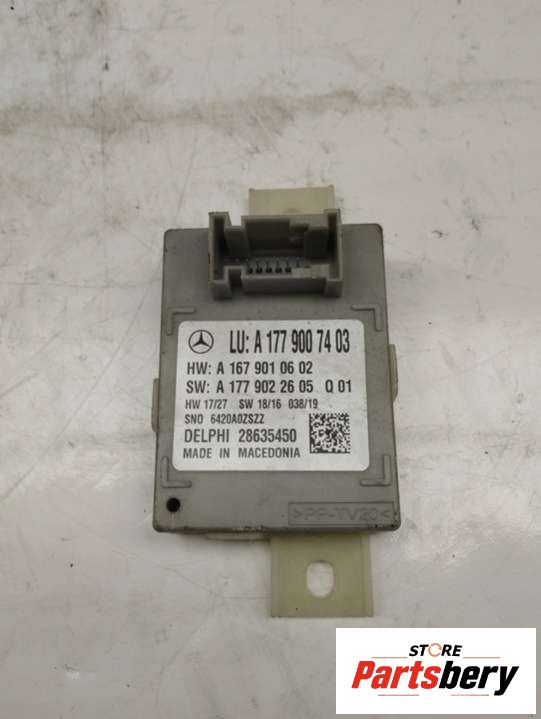 LU: A 177 900 74 03
HW: A 167 901 06 02
SW: A 177 902 26 05 Q 01
HW 17/27 SW 18/16 038/19
SNO 6420A0ZSZZ
DELPHI 28635450
MADE IN MACEDONIA
>PP-TV20<
STORE
Partsbery